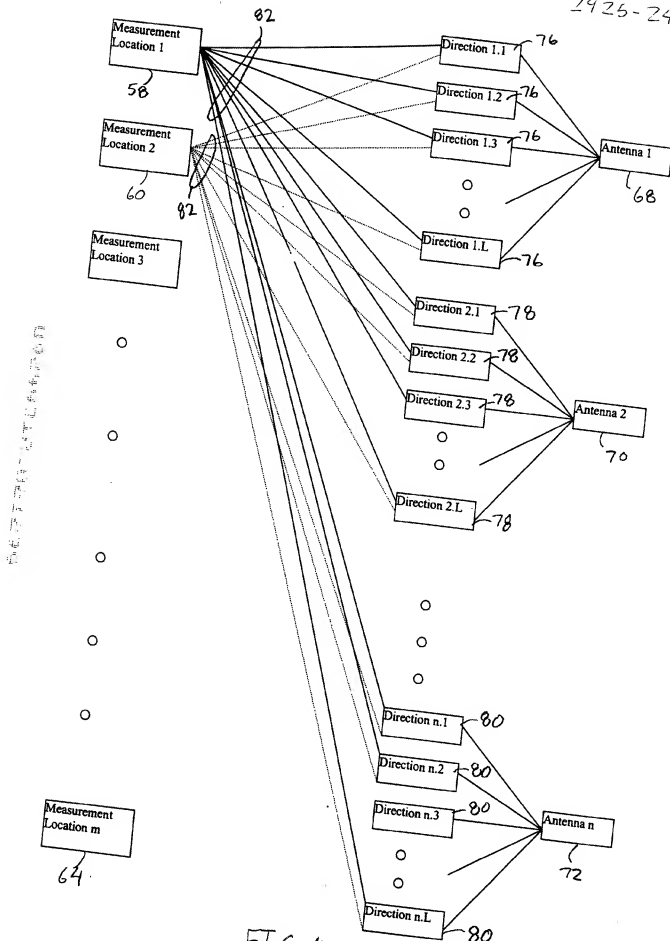 1425-24
82
Measurement
Location 1
58
Direction 1.1
76
Direction 1.2
76
Measurement
Location 2
60
82
Direction 1.3
76
Antenna 1
68
Measurement
Location 3
Direction 1.L
76
Direction 2.1
78
Direction 2.2
78
Direction 2.3
78
Antenna 2
70
Direction 2.L
78
Direction n.1
80
Direction n.2
80
Measurement
Location m
64
Direction n.3
80
Antenna n
72
Direction n.L
80